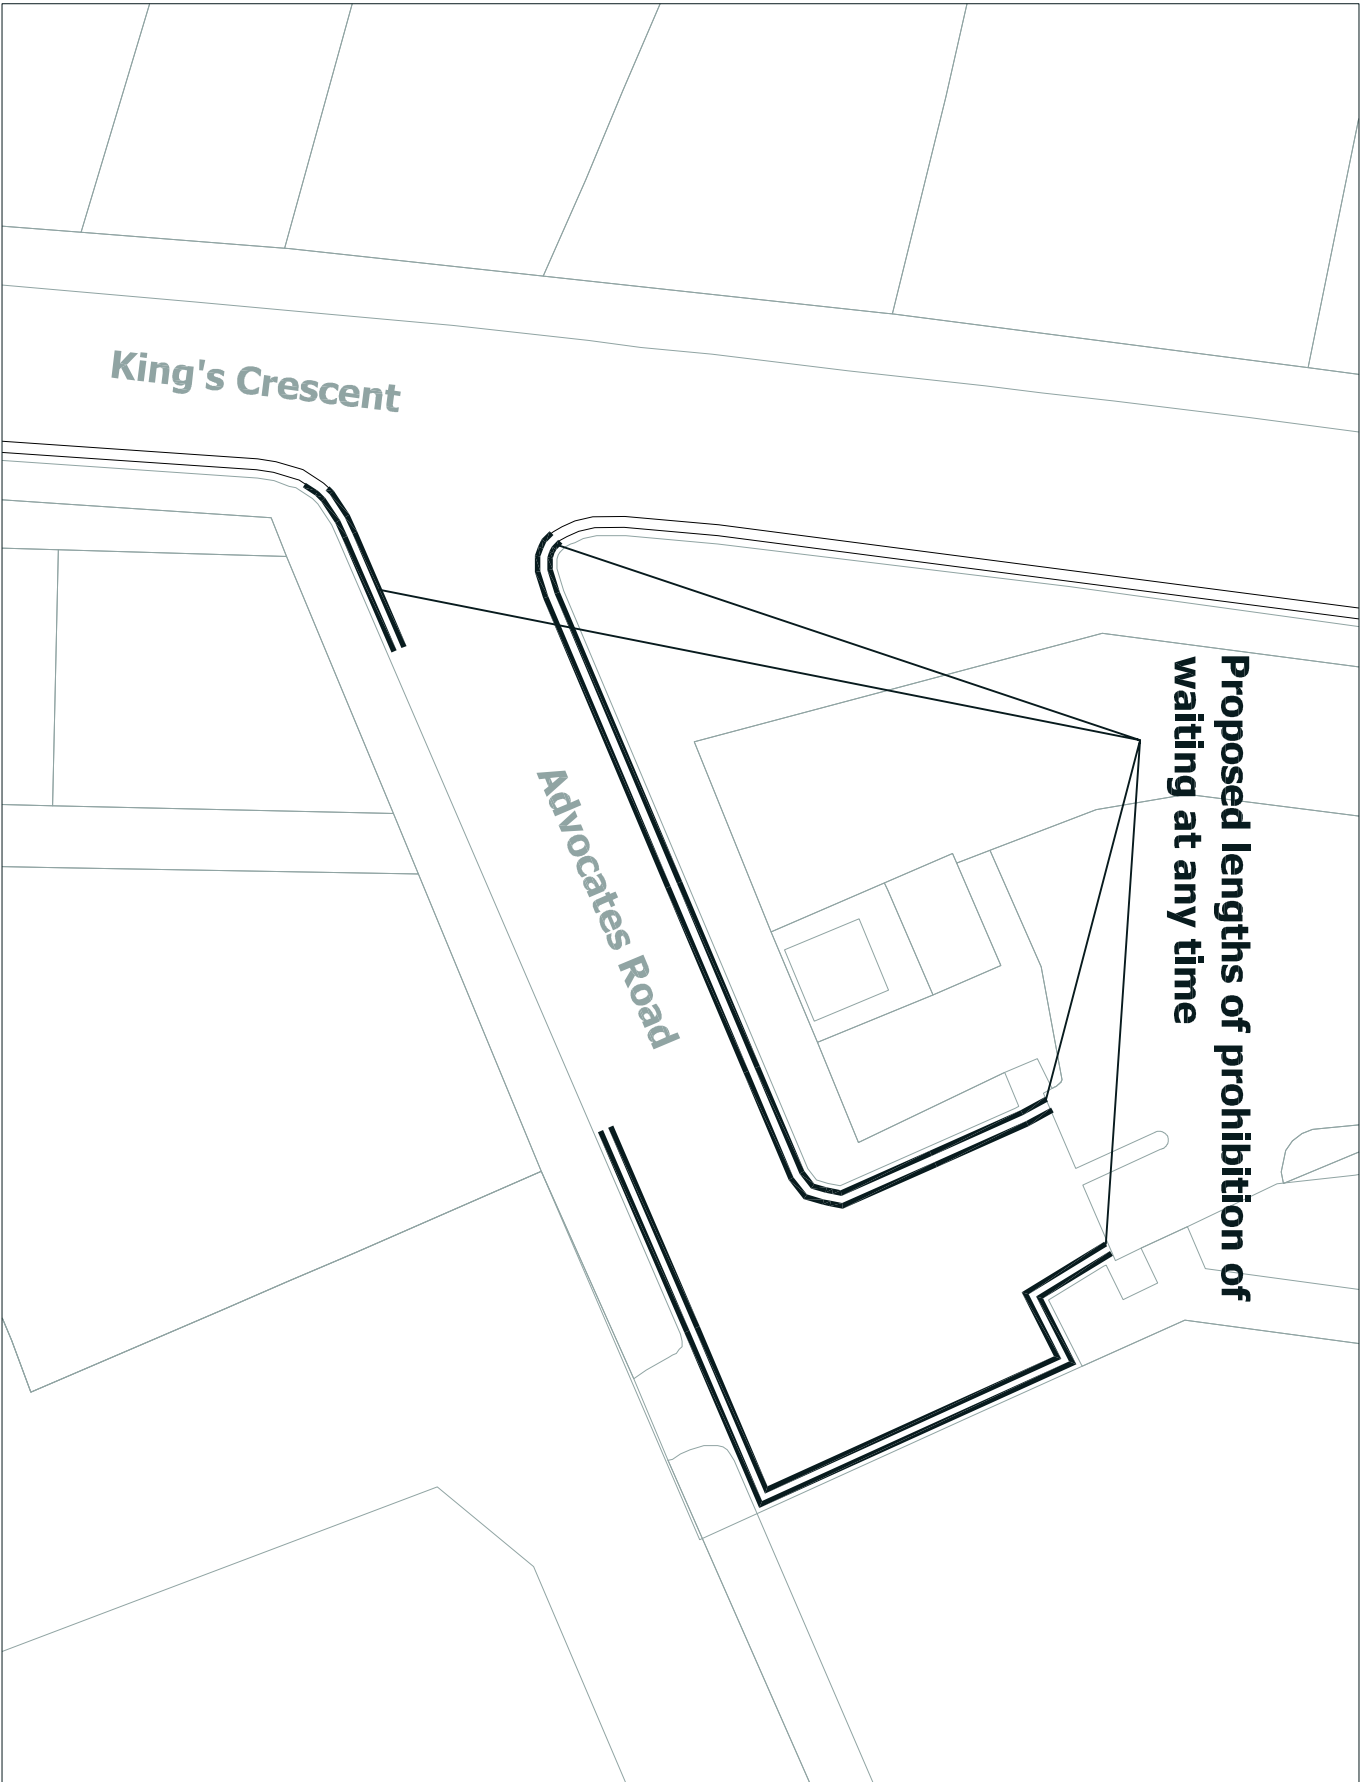 King's Crescent
Advocates Road
Proposed lengths of prohibition of
waiting at any time